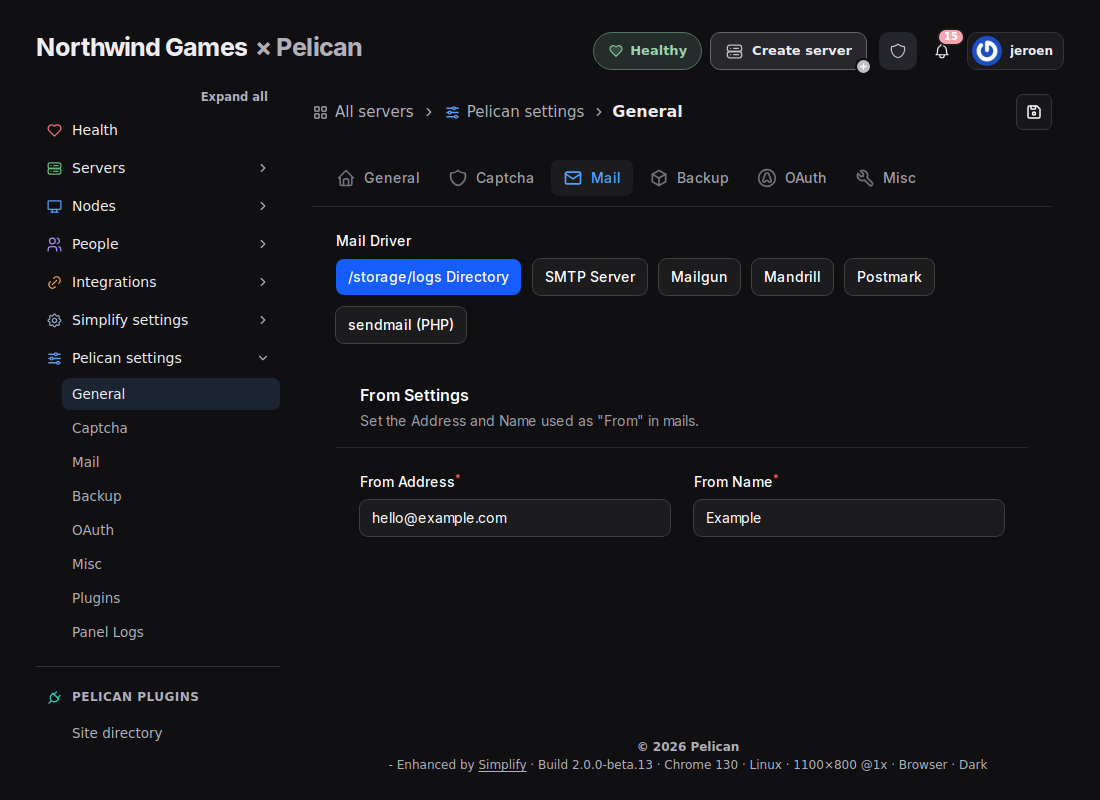 Northwind Games × Pelican
Healthy
Create server
15
jeroen
Expand all
Health
Servers
Nodes
People
Integrations
Simplify settings
Pelican settings
General
Captcha
Mail
Backup
OAuth
Misc
Plugins
Panel Logs
PELICAN PLUGINS
Site directory
All servers > Pelican settings > General
General Captcha Mail Backup OAuth Misc
Mail Driver
/storage/logs Directory SMTP Server Mailgun Mandrill Postmark
sendmail (PHP)
From Settings
Set the Address and Name used as "From" in mails.
From Address* From Name*
hello@example.com Example
© 2026 Pelican
- Enhanced by Simplify · Build 2.0.0-beta.13 · Chrome 130 · Linux · 1100×800 @1x · Browser · Dark